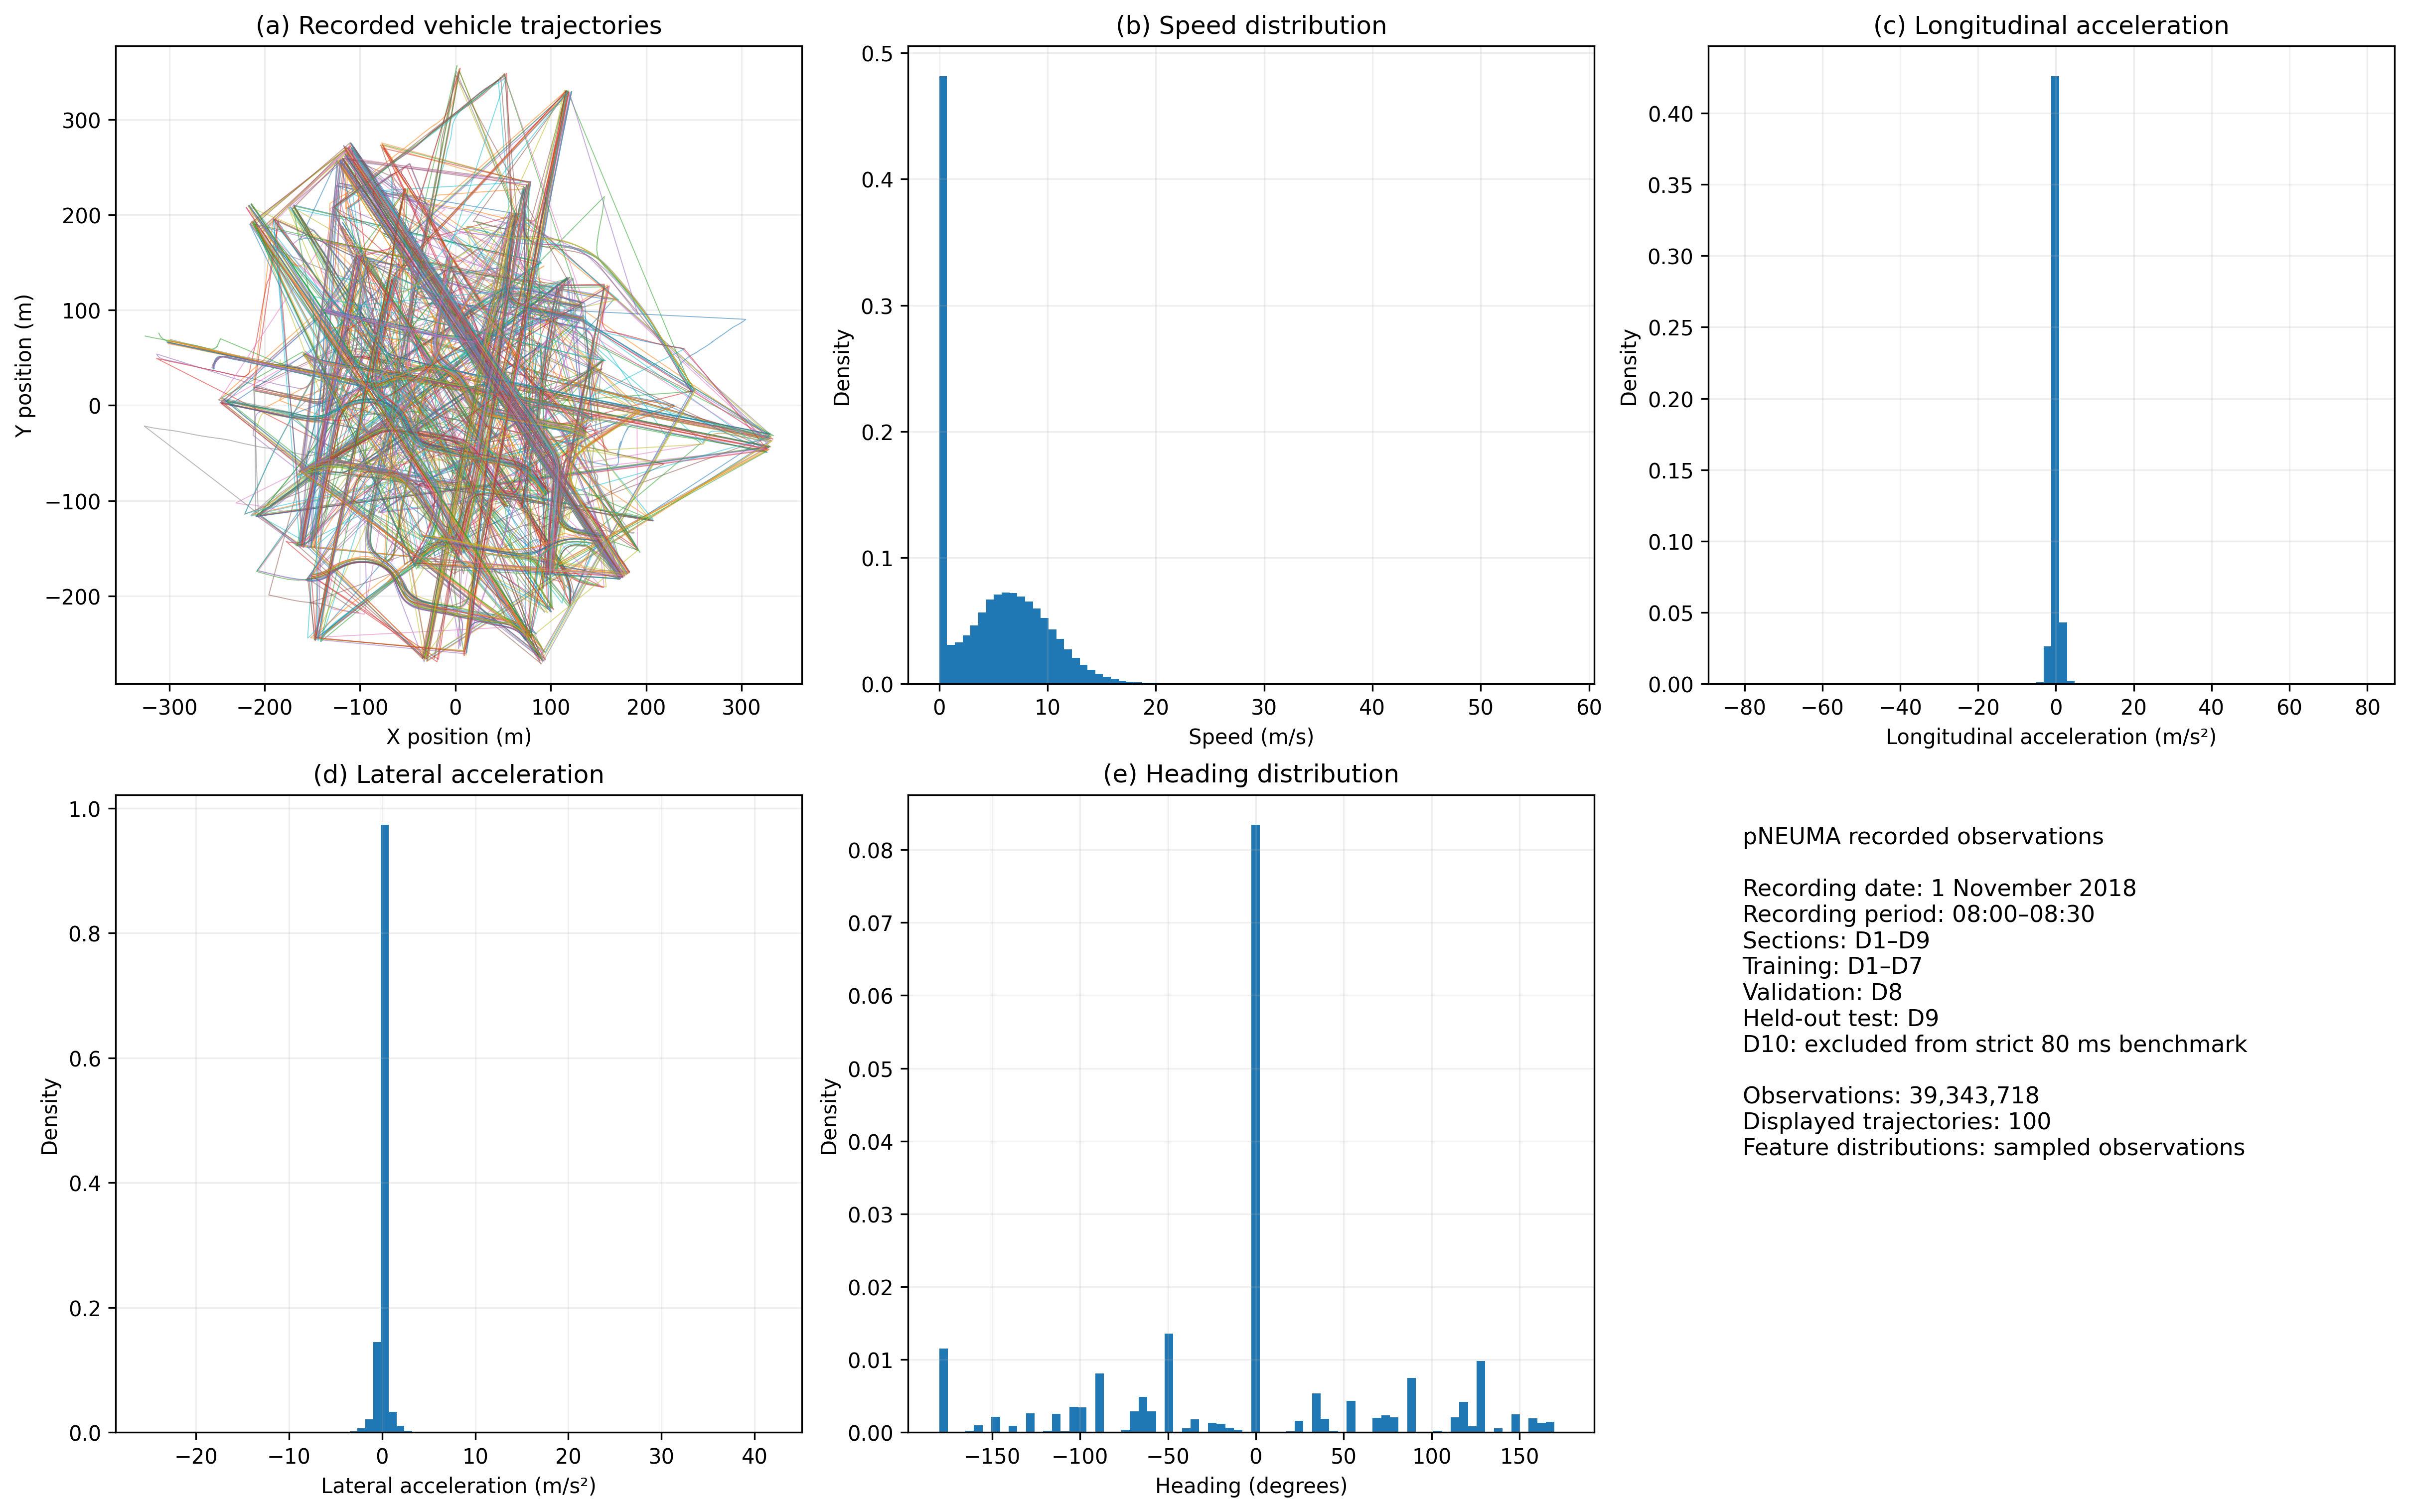 (a) Recorded vehicle trajectories
Y position (m)
300
200
100
0
−100
−200
−300
−200
−100
0
100
200
300
X position (m)
(b) Speed distribution
Density
0.5
0.4
0.3
0.2
0.1
0.0
0
10
20
30
40
50
60
Speed (m/s)
(c) Longitudinal acceleration
Density
0.40
0.35
0.30
0.25
0.20
0.15
0.10
0.05
0.00
−80
−60
−40
−20
0
20
40
60
80
Longitudinal acceleration (m/s²)
(d) Lateral acceleration
Density
1.0
0.8
0.6
0.4
0.2
0.0
−20
−10
0
10
20
30
40
Lateral acceleration (m/s²)
(e) Heading distribution
Density
0.08
0.07
0.06
0.05
0.04
0.03
0.02
0.01
0.00
−150
−100
−50
0
50
100
150
Heading (degrees)
pNEUMA recorded observations
Recording date: 1 November 2018
Recording period: 08:00–08:30
Sections: D1–D9
Training: D1–D7
Validation: D8
Held-out test: D9
D10: excluded from strict 80 ms benchmark
Observations: 39,343,718
Displayed trajectories: 100
Feature distributions: sampled observations